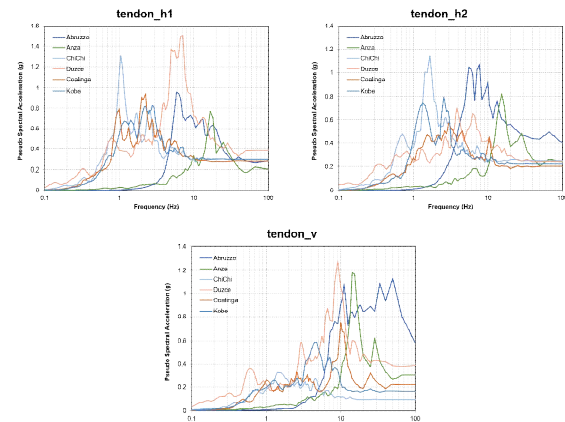 tendon_h1
Pseudo Spectral Acceleration (g)
1.6
1.4
1.2
1
0.8
0.6
0.4
0.2
0
Abruzzo
Anza
ChiChi
Duzce
Coalinga
Kobe
0.1
1
10
100
Frequency (Hz)
tendon_h2
Pseudo Spectral Acceleration (g)
1.4
1.2
1
0.8
0.6
0.4
0.2
0
Abruzzo
Anza
ChiChi
Duzce
Coalinga
Kobe
0.1
1
10
100
Frequency (Hz)
tendon_v
Pseudo Spectral Acceleration (g)
1.4
1.2
1
0.8
0.6
0.4
0.2
0
Abruzzo
Anza
ChiChi
Duzce
Coalinga
Kobe
0.1
1
10
100